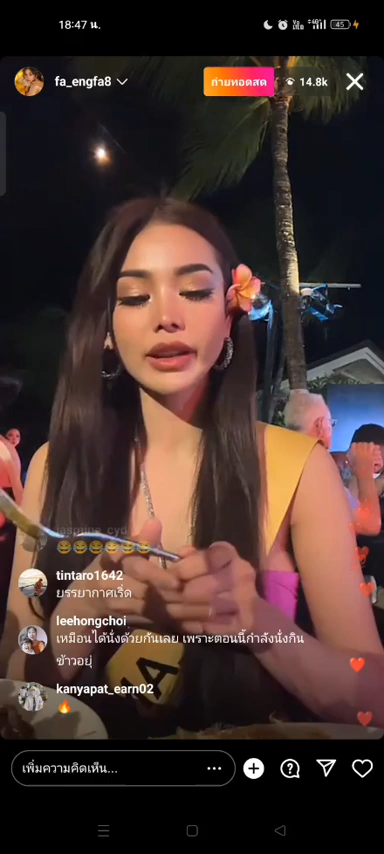 18:47 น.
45
fa_engfa8
ถ่ายทอดสด
14.8k
jasmine_cyd
😂😂😂😂😂😂
tintaro1642
บรรยากาศเริ่ด
leehongchoi
เหมือนได้นั่งด้วยกันเลย เพราะตอนนี้กำลังนั่งกิน
ข้าวอยู่
kanyapat_earn02
🔥
เพิ่มความคิดเห็น...